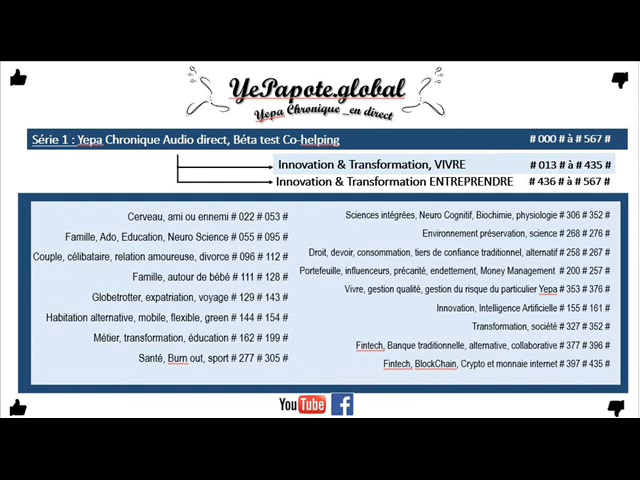 YePapote.global
Yepa Chronique _en direct
Série 1 : Yepa Chronique Audio direct, Béta test Co-helping # 000 # à # 567 #
Innovation & Transformation, VIVRE # 013 # à # 435 #
Innovation & Transformation ENTREPRENDRE # 436 # à # 567 #
Cerveau, ami ou ennemi # 022 # 053 #
Famille, Ado, Education, Neuro Science # 055 # 095 #
Couple, célibataire, relation amoureuse, divorce # 096 # 112 #
Famille, autour de bébé # 111 # 128 #
Globetrotter, expatriation, voyage # 129 # 143 #
Habitation alternative, mobile, flexible, green # 144 # 154 #
Métier, transformation, éducation # 162 # 199 #
Santé, Burn out, sport # 277 # 305 #
Sciences intégrées, Neuro Cognitif, Biochimie, physiologie # 306 # 352 #
Environnement préservation, science # 268 # 276 #
Droit, devoir, consommation, tiers de confiance traditionnel, alternatif # 258 # 267 #
Portefeuille, influenceurs, précarité, endettement, Money Management # 200 # 257 #
Vivre, gestion qualité, gestion du risque du particulier Yepa # 353 # 376 #
Innovation, Intelligence Artificielle # 155 # 161 #
Transformation, société # 327 # 352 #
Fintech, Banque traditionnelle, alternative, collaborative # 377 # 396 #
Fintech, BlockChain, Crypto et monnaie internet # 397 # 435 #
YouTube f